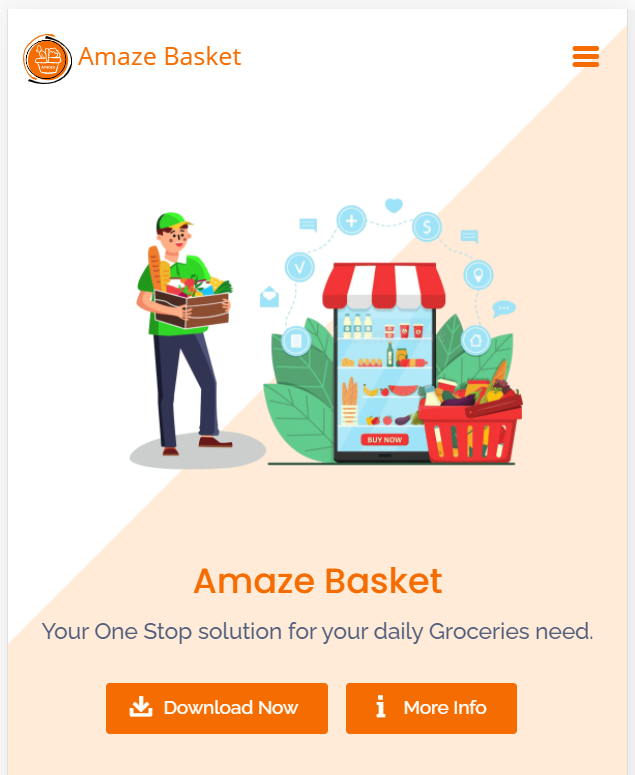 Amaze Basket
$
BUY NOW
Amaze Basket
Your One Stop solution for your daily Groceries need.
Download Now
More Info